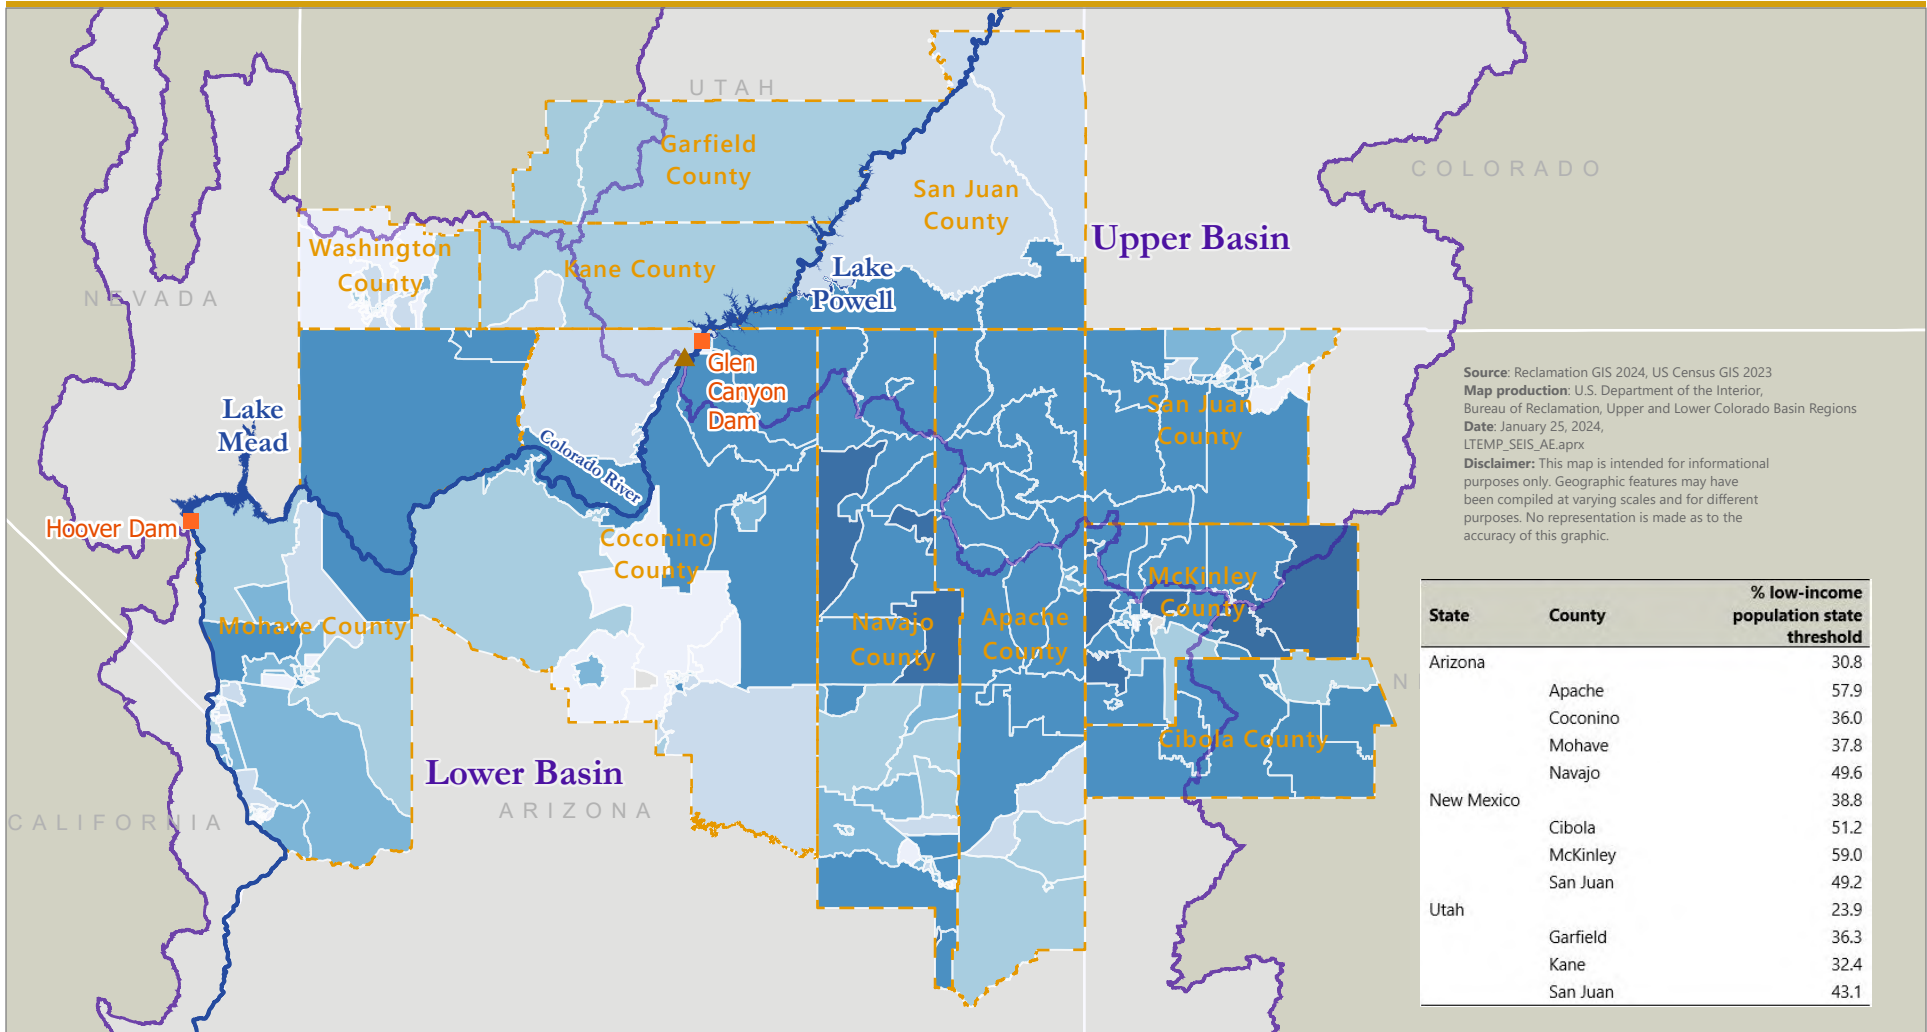 UTAH
Garfield
County
San Juan
County
COLORADO
Upper Basin
Washington
County
Kane County
Lake
Powell
NEVADA
Glen
Canyon
Dam
Lake
Mead
Colorado River
San Juan
County
Hoover Dam
Coconino
County
McKinley
County
Mohave County
Navajo
County
Apache
County
N
Cibola County
Lower Basin
ARIZONA
CALIFORNIA
Source: Reclamation GIS 2024, US Census GIS 2023
Map production: U.S. Department of the Interior,
Bureau of Reclamation, Upper and Lower Colorado Basin Regions
Date: January 25, 2024,
LTEMP_SEIS_AE.aprx
Disclaimer: This map is intended for informational
purposes only. Geographic features may have
been compiled at varying scales and for different
purposes. No representation is made as to the
accuracy of this graphic.
State County % low-income population state threshold
Arizona 30.8
Apache 57.9
Coconino 36.0
Mohave 37.8
Navajo 49.6
New Mexico 38.8
Cibola 51.2
McKinley 59.0
San Juan 49.2
Utah 23.9
Garfield 36.3
Kane 32.4
San Juan 43.1